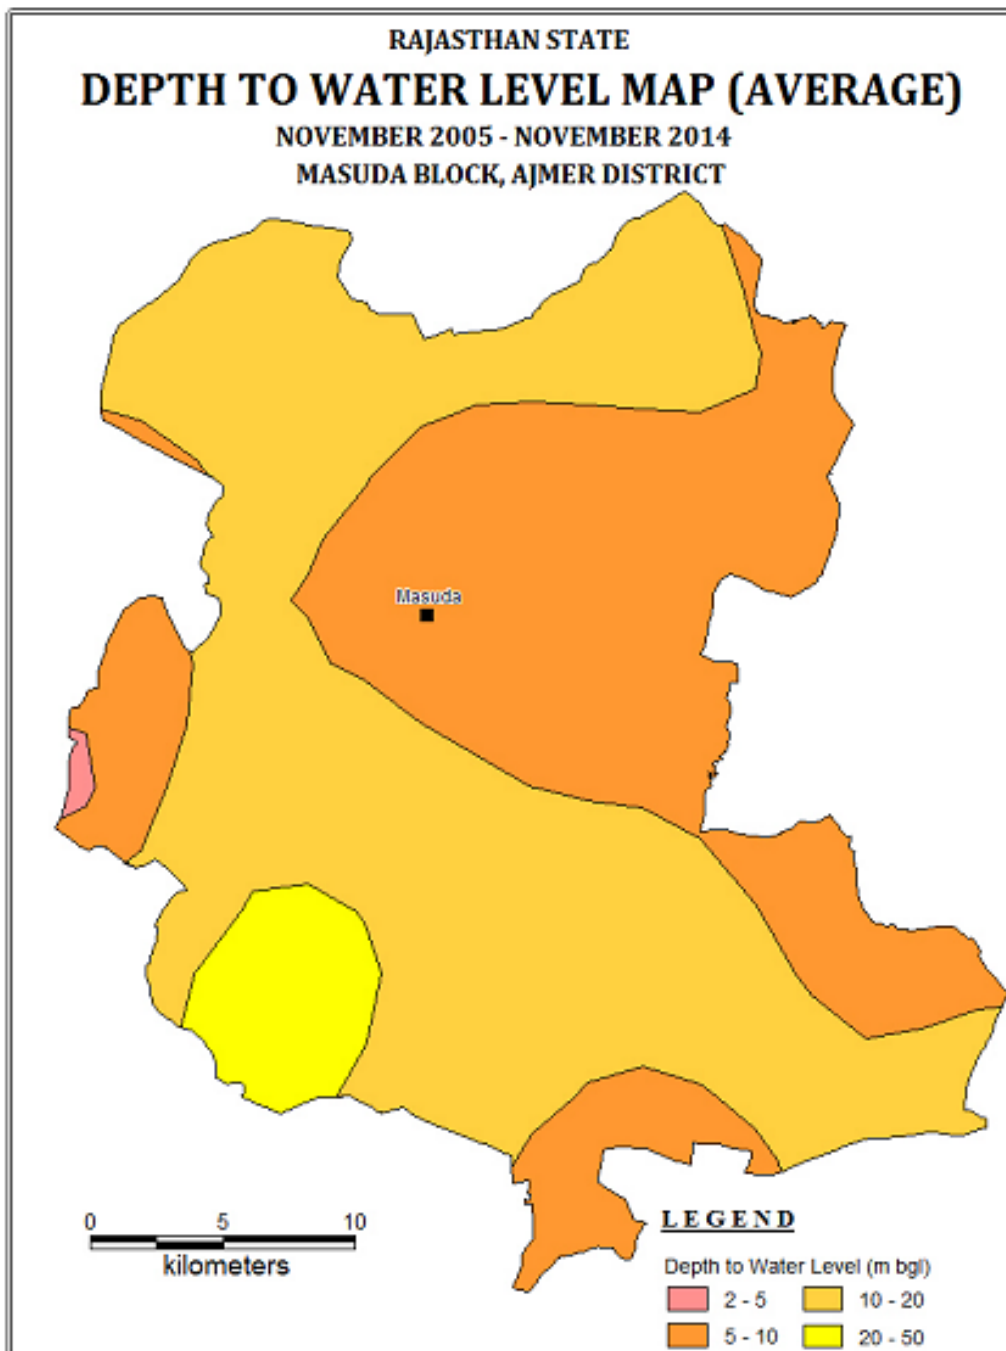 RAJASTHAN STATE
DEPTH TO WATER LEVEL MAP (AVERAGE)
NOVEMBER 2005 - NOVEMBER 2014
MASUDA BLOCK, AJMER DISTRICT
Masuda
0 5 10
kilometers
LEGEND
Depth to Water Level (m bgl)
2 - 5 10 - 20
5 - 10 20 - 50